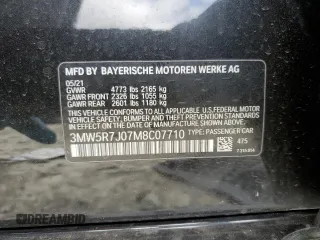 MFD BY BAYERISCHE MOTOREN WERKE AG
05/21
GVWR 4773 lbs 2165 kg
GAWR FRONT 2326 lbs 1055 kg
GAWR REAR 2601 lbs 1180 kg
THIS VEHICLE CONFORMS TO ALL APPLICABLE FEDERAL MOTOR
VEHICLE SAFETY, BUMPER, AND THEFT PREVENTION STANDARDS
IN EFFECT ON THE DATE OF MANUFACTURE SHOWN ABOVE.
3MW5R7J07M8C07710 TYPE: PASSENGER CAR
475
DREAMBID